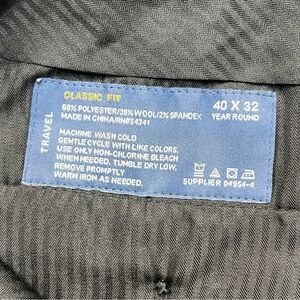 CLASSIC FIT
60% POLYESTER/38% WOOL/2% SPANDEX
MADE IN CHINA/RN#54341
40 X 32
YEAR ROUND
TRAVEL
MACHINE WASH COLD
GENTLE CYCLE WITH LIKE COLORS.
USE ONLY NON-CHLORINE BLEACH
WHEN NEEDED. TUMBLE DRY LOW.
REMOVE PROMPTLY
WARM IRON AS NEEDED.
SUPPLIER 04954-4